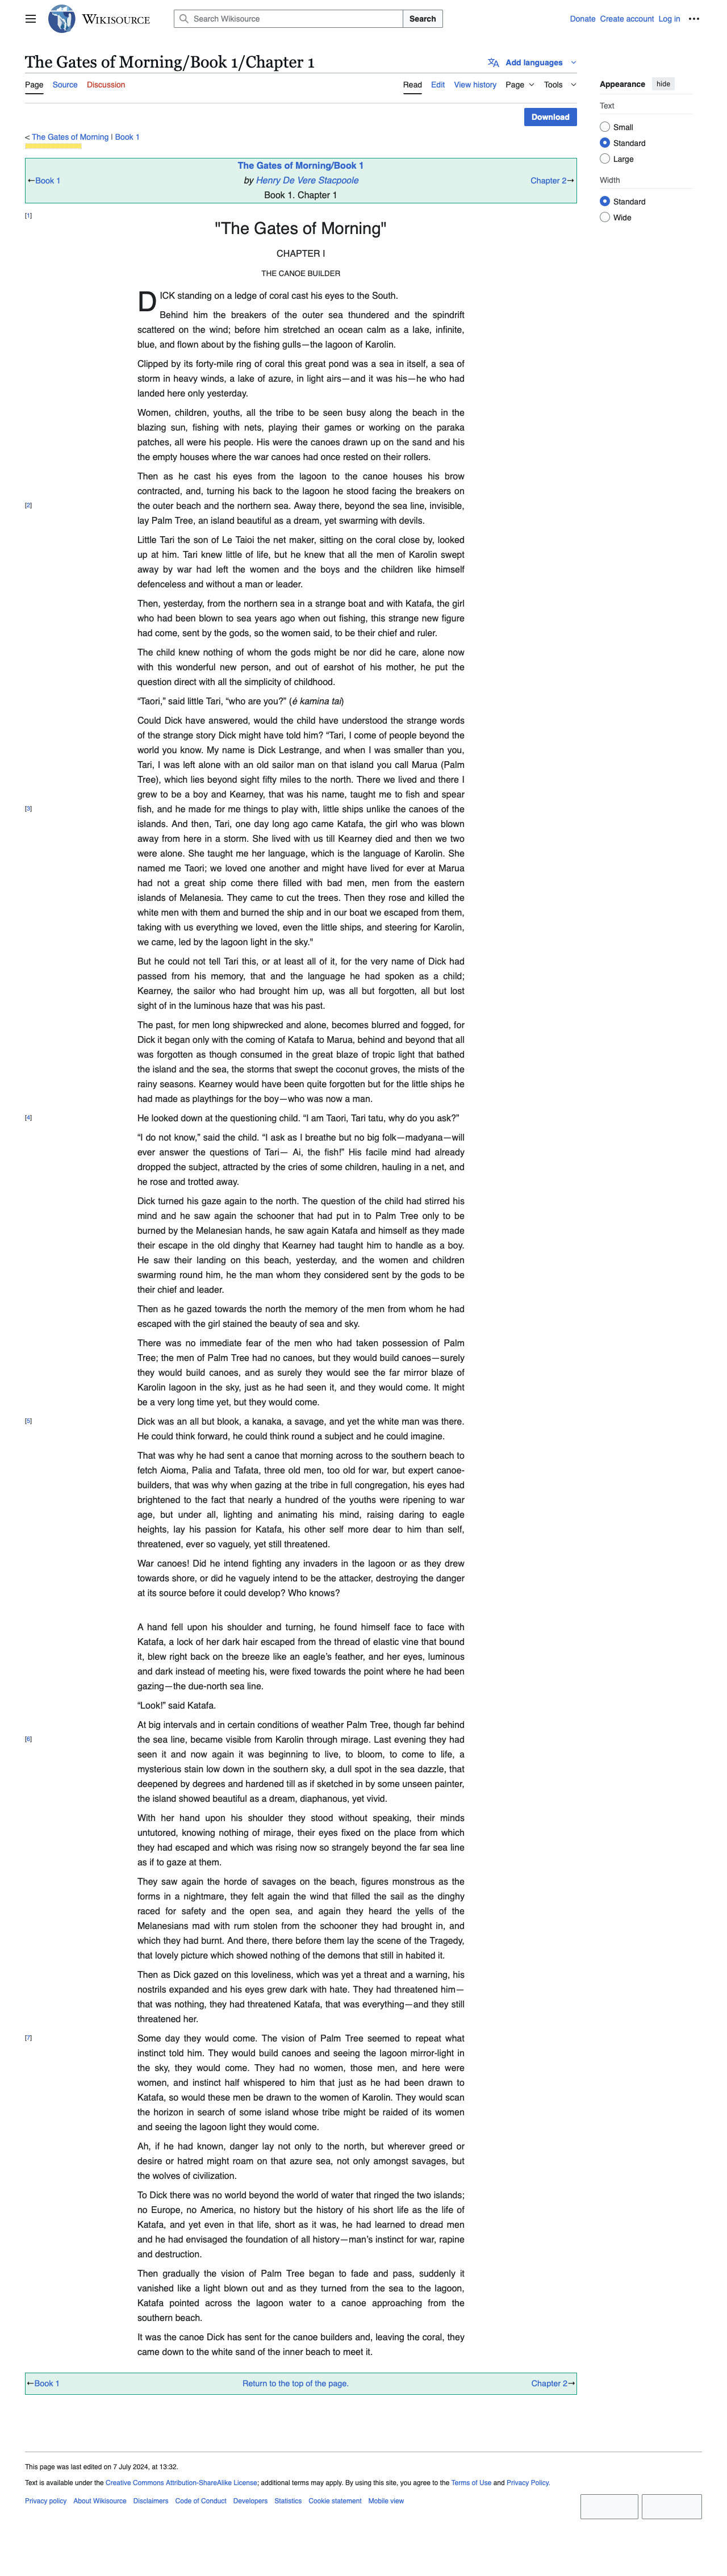 WIKISOURCE
Search Wikisource
Search
Donate Create account Log in
The Gates of Morning/Book 1/Chapter 1
Add languages
Page Source Discussion
Read Edit View history Page Tools
Appearance hide
Text
Small
Standard
Large
Width
Standard
Wide
Download
< The Gates of Morning | Book 1
The Gates of Morning/Book 1
←Book 1 by Henry De Vere Stacpoole Chapter 2→
Book 1. Chapter 1
[1]
"The Gates of Morning"
CHAPTER I
THE CANOE BUILDER
DICK standing on a ledge of coral cast his eyes to the South.
Behind him the breakers of the outer sea thundered and the spindrift
scattered on the wind; before him stretched an ocean calm as a lake, infinite,
blue, and flown about by the fishing gulls—the lagoon of Karolin.
Clipped by its forty-mile ring of coral this great pond was a sea in itself, a sea of
storm in heavy winds, a lake of azure, in light airs—and it was his—he who had
landed here only yesterday.
Women, children, youths, all the tribe to be seen busy along the beach in the
blazing sun, fishing with nets, playing their games or working on the paraka
patches, all were his people. His were the canoes drawn up on the sand and his
the empty houses where the war canoes had once rested on their rollers.
Then as he cast his eyes from the lagoon to the canoe houses his brow
contracted, and, turning his back to the lagoon he stood facing the breakers on
[2] the outer beach and the northern sea. Away there, beyond the sea line, invisible,
lay Palm Tree, an island beautiful as a dream, yet swarming with devils.
Little Tari the son of Le Taioi the net maker, sitting on the coral close by, looked
up at him. Tari knew little of life, but he knew that all the men of Karolin swept
away by war had left the women and the boys and the children like himself
defenceless and without a man or leader.
Then, yesterday, from the northern sea in a strange boat and with Katafa, the girl
who had been blown to sea years ago when out fishing, this strange new figure
had come, sent by the gods, so the women said, to be their chief and ruler.
The child knew nothing of whom the gods might be nor did he care, alone now
with this wonderful new person, and out of earshot of his mother, he put the
question direct with all the simplicity of childhood.
“Taori,” said little Tari, “who are you?” (é kamina tai)
Could Dick have answered, would the child have understood the strange words
of the strange story Dick might have told him? “Tari, I come of people beyond the
world you know. My name is Dick Lestrange, and when I was smaller than you,
Tari, I was left alone with an old sailor man on that island you call Marua (Palm
Tree), which lies beyond sight fifty miles to the north. There we lived and there I
grew to be a boy and Kearney, that was his name, taught me to fish and spear
[3] fish, and he made for me things to play with, little ships unlike the canoes of the
islands. And then, Tari, one day long ago came Katafa, the girl who was blown
away from here in a storm. She lived with us till Kearney died and then we two
were alone. She taught me her language, which is the language of Karolin. She
named me Taori; we loved one another and might have lived for ever at Marua
had not a great ship come there filled with bad men, men from the eastern
islands of Melanesia. They came to cut the trees. Then they rose and killed the
white men with them and burned the ship and in our boat we escaped from them,
taking with us everything we loved, even the little ships, and steering for Karolin,
we came, led by the lagoon light in the sky."
But he could not tell Tari this, or at least all of it, for the very name of Dick had
passed from his memory, that and the language he had spoken as a child;
Kearney, the sailor who had brought him up, was all but forgotten, all but lost
sight of in the luminous haze that was his past.
The past, for men long shipwrecked and alone, becomes blurred and fogged, for
Dick it began only with the coming of Katafa to Marua, behind and beyond that all
was forgotten as though consumed in the great blaze of tropic light that bathed
the island and the sea, the storms that swept the coconut groves, the mists of the
rainy seasons. Kearney would have been quite forgotten but for the little ships he
had made as playthings for the boy—who was now a man.
[4] He looked down at the questioning child. “I am Taori, Tari tatu, why do you ask?”
“I do not know,” said the child. “I ask as I breathe but no big folk—madyana—will
ever answer the questions of Tari— Ai, the fish!” His facile mind had already
dropped the subject, attracted by the cries of some children, hauling in a net, and
he rose and trotted away.
Dick turned his gaze again to the north. The question of the child had stirred his
mind and he saw again the schooner that had put in to Palm Tree only to be
burned by the Melanesian hands, he saw again Katafa and himself as they made
their escape in the old dinghy that Kearney had taught him to handle as a boy.
He saw their landing on this beach, yesterday, and the women and children
swarming round him, he the man whom they considered sent by the gods to be
their chief and leader.
Then as he gazed towards the north the memory of the men from whom he had
escaped with the girl stained the beauty of sea and sky.
There was no immediate fear of the men who had taken possession of Palm
Tree; the men of Palm Tree had no canoes, but they would build canoes—surely
they would build canoes, and as surely they would see the far mirror blaze of
Karolin lagoon in the sky, just as he had seen it, and they would come. It might
be a very long time yet, but they would come.
[5] Dick was an all but blook, a kanaka, a savage, and yet the white man was there.
He could think forward, he could think round a subject and he could imagine.
That was why he had sent a canoe that morning across to the southern beach to
fetch Aioma, Palia and Tafata, three old men, too old for war, but expert canoe-
builders, that was why when gazing at the tribe in full congregation, his eyes had
brightened to the fact that nearly a hundred of the youths were ripening to war
age, but under all, lighting and animating his mind, raising daring to eagle
heights, lay his passion for Katafa, his other self more dear to him than self,
threatened, ever so vaguely, yet still threatened.
War canoes! Did he intend fighting any invaders in the lagoon or as they drew
towards shore, or did he vaguely intend to be the attacker, destroying the danger
at its source before it could develop? Who knows?
A hand fell upon his shoulder and turning, he found himself face to face with
Katafa, a lock of her dark hair escaped from the thread of elastic vine that bound
it, blew right back on the breeze like an eagle’s feather, and her eyes, luminous
and dark instead of meeting his, were fixed towards the point where he had been
gazing—the due-north sea line.
“Look!” said Katafa.
At big intervals and in certain conditions of weather Palm Tree, though far behind
[6] the sea line, became visible from Karolin through mirage. Last evening they had
seen it and now again it was beginning to live, to bloom, to come to life, a
mysterious stain low down in the southern sky, a dull spot in the sea dazzle, that
deepened by degrees and hardened till as if sketched in by some unseen painter,
the island showed beautiful as a dream, diaphanous, yet vivid.
With her hand upon his shoulder they stood without speaking, their minds
untutored, knowing nothing of mirage, their eyes fixed on the place from which
they had escaped and which was rising now so strangely beyond the far sea line
as if to gaze at them.
They saw again the horde of savages on the beach, figures monstrous as the
forms in a nightmare, they felt again the wind that filled the sail as the dinghy
raced for safety and the open sea, and again they heard the yells of the
Melanesians mad with rum stolen from the schooner they had brought in, and
which they had burnt. And there, there before them lay the scene of the Tragedy,
that lovely picture which showed nothing of the demons that still in habited it.
Then as Dick gazed on this loveliness, which was yet a threat and a warning, his
nostrils expanded and his eyes grew dark with hate. They had threatened him—
that was nothing, they had threatened Katafa, that was everything—and they still
threatened her.
[7] Some day they would come. The vision of Palm Tree seemed to repeat what
instinct told him. They would build canoes and seeing the lagoon mirror-light in
the sky, they would come. They had no women, those men, and here were
women, and instinct half whispered to him that just as he had been drawn to
Katafa, so would these men be drawn to the women of Karolin. They would scan
the horizon in search of some island whose tribe might be raided of its women
and seeing the lagoon light they would come.
Ah, if he had known, danger lay not only to the north, but wherever greed or
desire or hatred might roam on that azure sea, not only amongst savages, but
the wolves of civilization.
To Dick there was no world beyond the world of water that ringed the two islands;
no Europe, no America, no history but the history of his short life as the life of
Katafa, and yet even in that life, short as it was, he had learned to dread men
and he had envisaged the foundation of all history—man’s instinct for war, rapine
and destruction.
Then gradually the vision of Palm Tree began to fade and pass, suddenly it
vanished like a light blown out and as they turned from the sea to the lagoon,
Katafa pointed across the lagoon water to a canoe approaching from the
southern beach.
It was the canoe Dick has sent for the canoe builders and, leaving the coral, they
came down to the white sand of the inner beach to meet it.
←Book 1 Return to the top of the page. Chapter 2→
This page was last edited on 7 July 2024, at 13:32.
Text is available under the Creative Commons Attribution-ShareAlike License; additional terms may apply. By using this site, you agree to the Terms of Use and Privacy Policy.
Privacy policy About Wikisource Disclaimers Code of Conduct Developers Statistics Cookie statement Mobile view